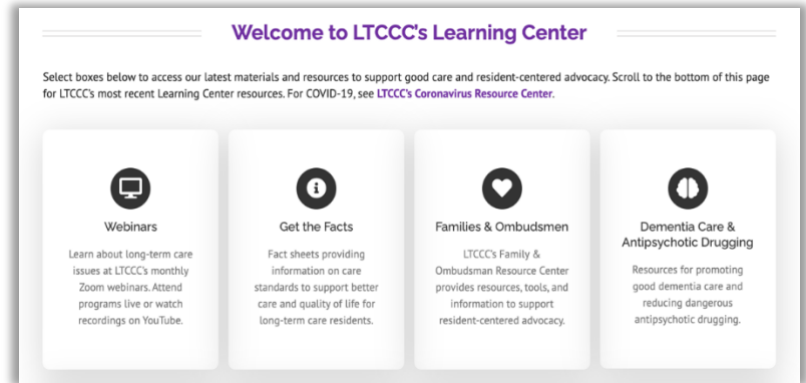 Welcome to LTCCC's Learning Center
Select boxes below to access our latest materials and resources to support good care and resident-centered advocacy. Scroll to the bottom of this page
for LTCCC's most recent Learning Center resources. For COVID-19, see LTCCC's Coronavirus Resource Center.
Webinars
Learn about long-term care
issues at LTCCC's monthly
Zoom webinars. Attend
programs live or watch
recordings on YouTube.
Get the Facts
Fact sheets providing
information on care
standards to support better
care and quality of life for
long-term care residents.
Families & Ombudsmen
LTCCC's Family &
Ombudsman Resource Center
provides resources, tools, and
information to support
resident-centered advocacy.
Dementia Care &
Antipsychotic Drugging
Resources for promoting
good dementia care and
reducing dangerous
antipsychotic drugging.